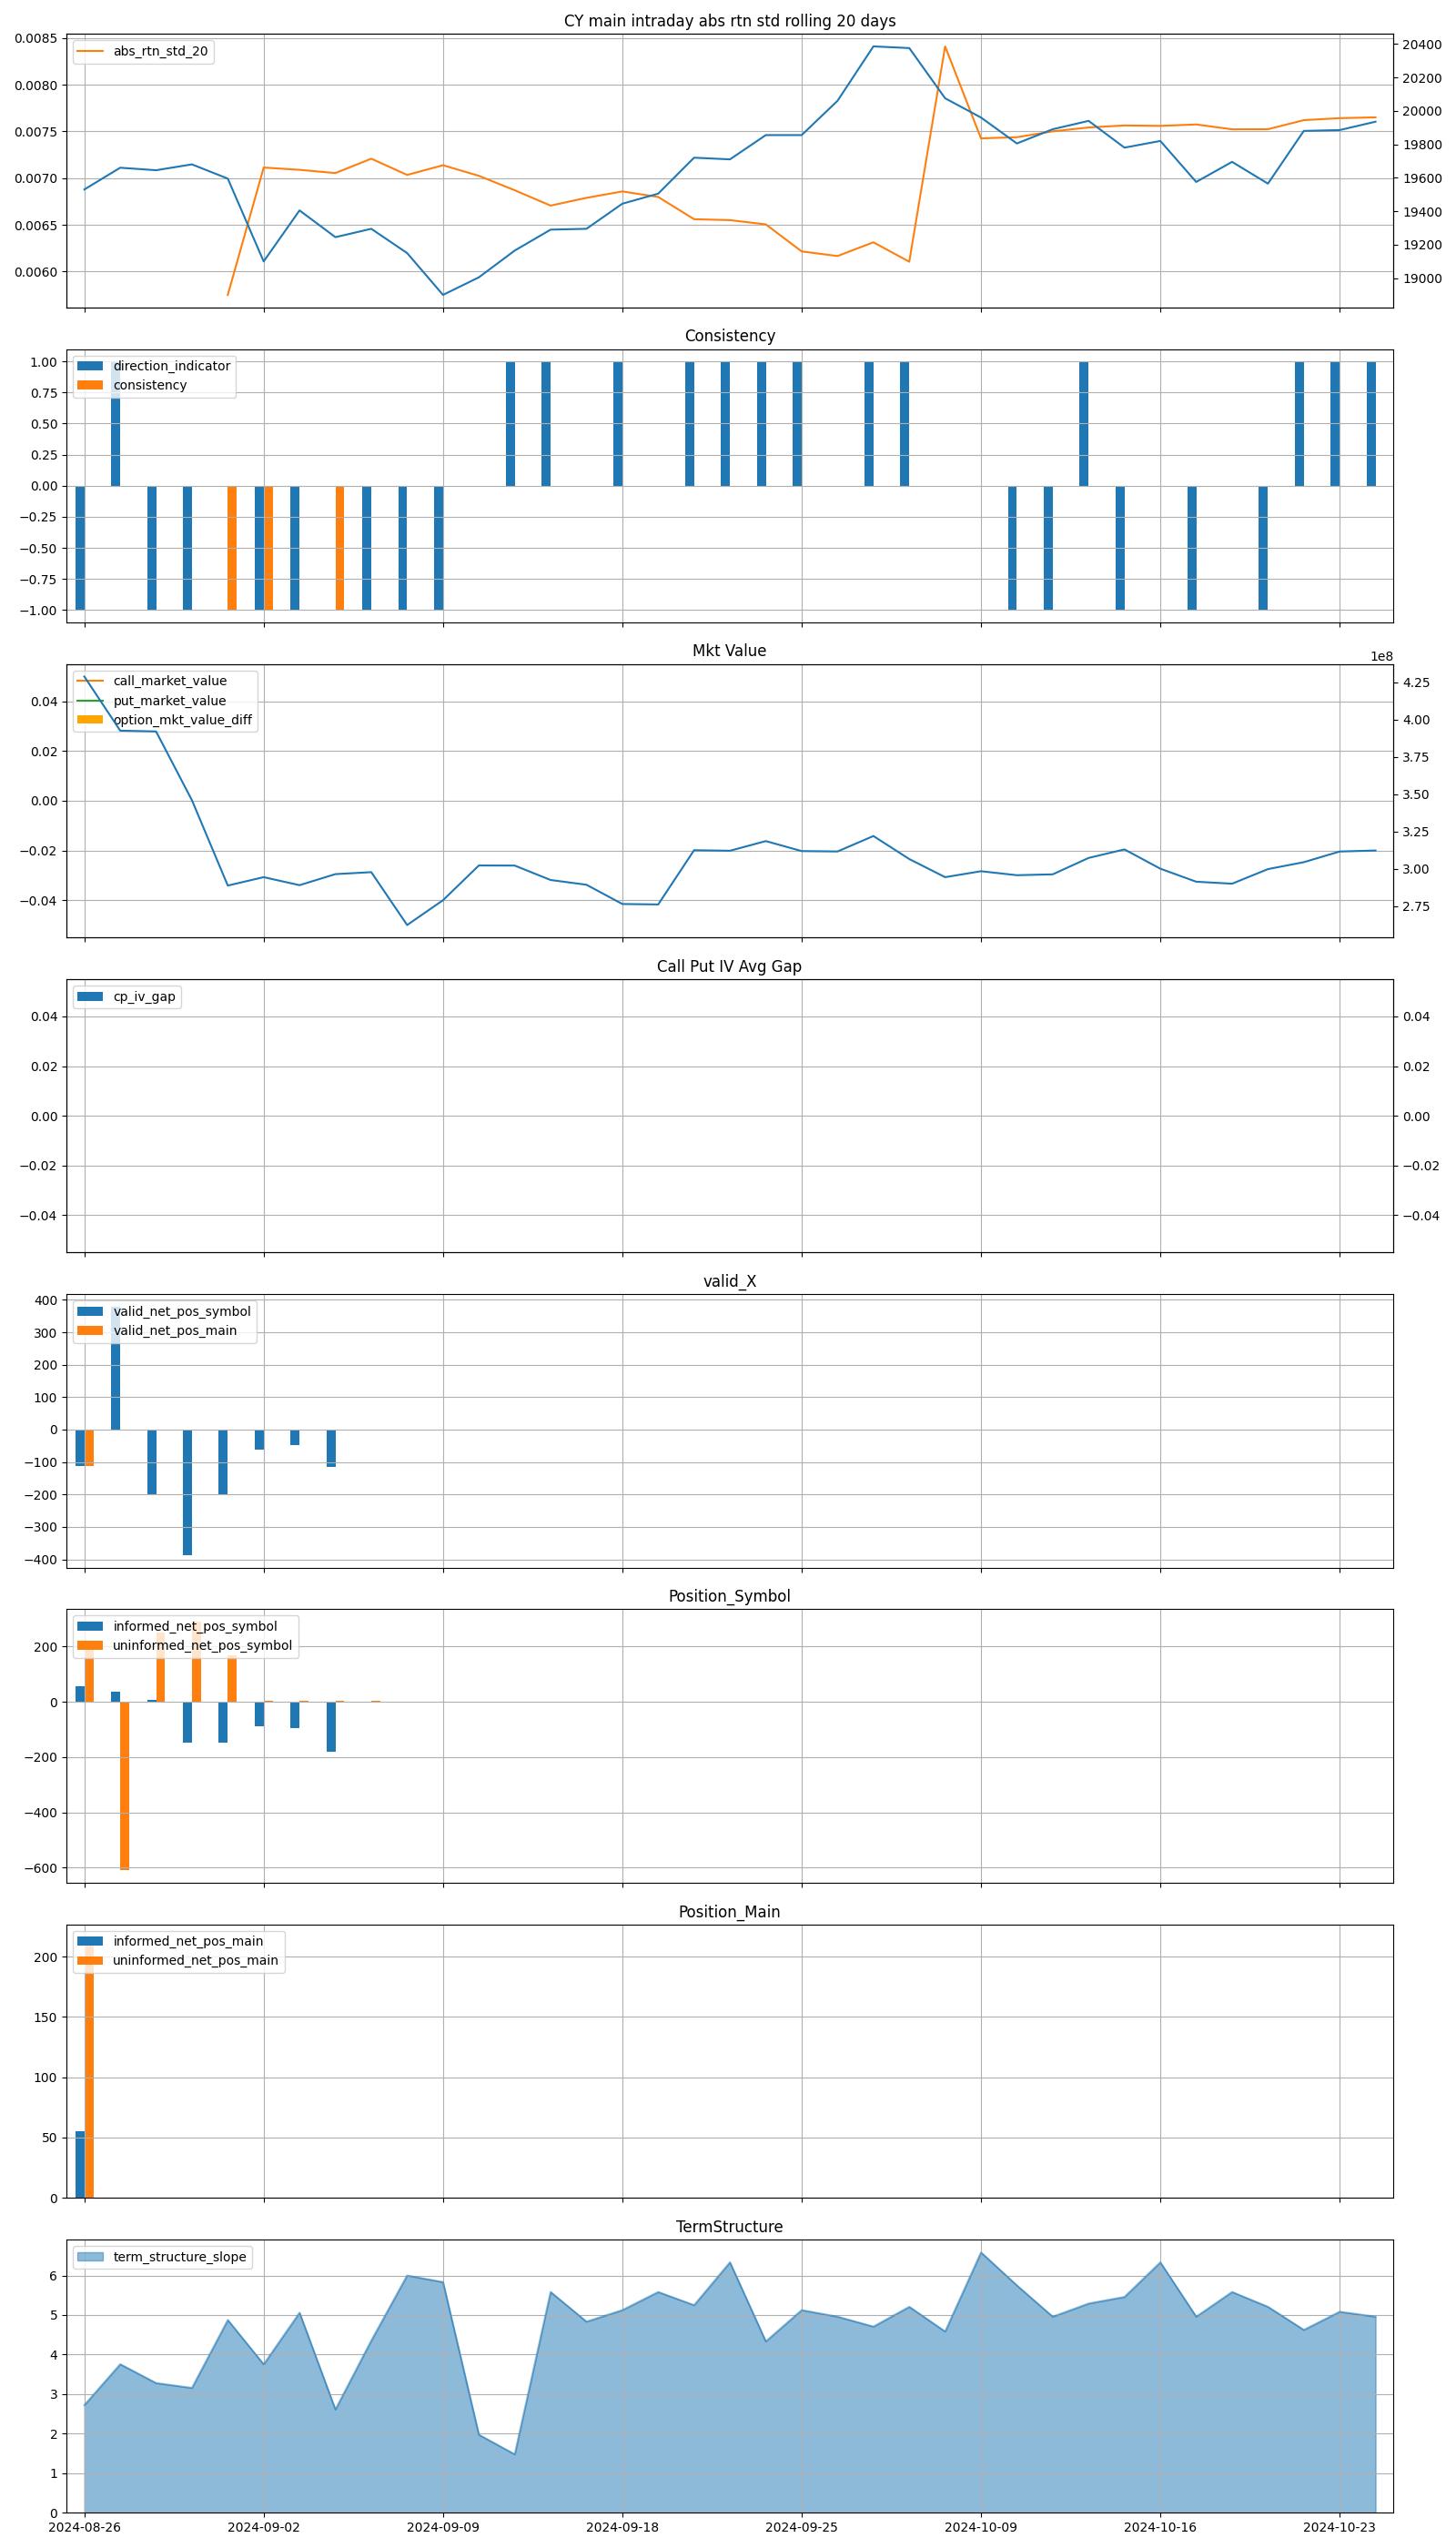 CY main intraday abs rtn std rolling 20 days
abs_rtn_std_20
0.0085
0.0080
0.0075
0.0070
0.0065
0.0060
20400
20200
20000
19800
19600
19400
19200
19000
Consistency
direction_indicator
consistency
1.00
0.75
0.50
0.25
0.00
−0.25
−0.50
−0.75
−1.00
Mkt Value
1e8
call_market_value
put_market_value
option_mkt_value_diff
0.04
0.02
0.00
−0.02
−0.04
4.25
4.00
3.75
3.50
3.25
3.00
2.75
Call Put IV Avg Gap
cp_iv_gap
0.04
0.02
0.00
−0.02
−0.04
0.04
0.02
0.00
−0.02
−0.04
valid_X
valid_net_pos_symbol
valid_net_pos_main
400
300
200
100
0
−100
−200
−300
−400
Position_Symbol
informed_net_pos_symbol
uninformed_net_pos_symbol
200
0
−200
−400
−600
Position_Main
informed_net_pos_main
uninformed_net_pos_main
200
150
100
50
0
TermStructure
term_structure_slope
6
5
4
3
2
1
0
2024-08-26 2024-09-02 2024-09-09 2024-09-18 2024-09-25 2024-10-09 2024-10-16 2024-10-23